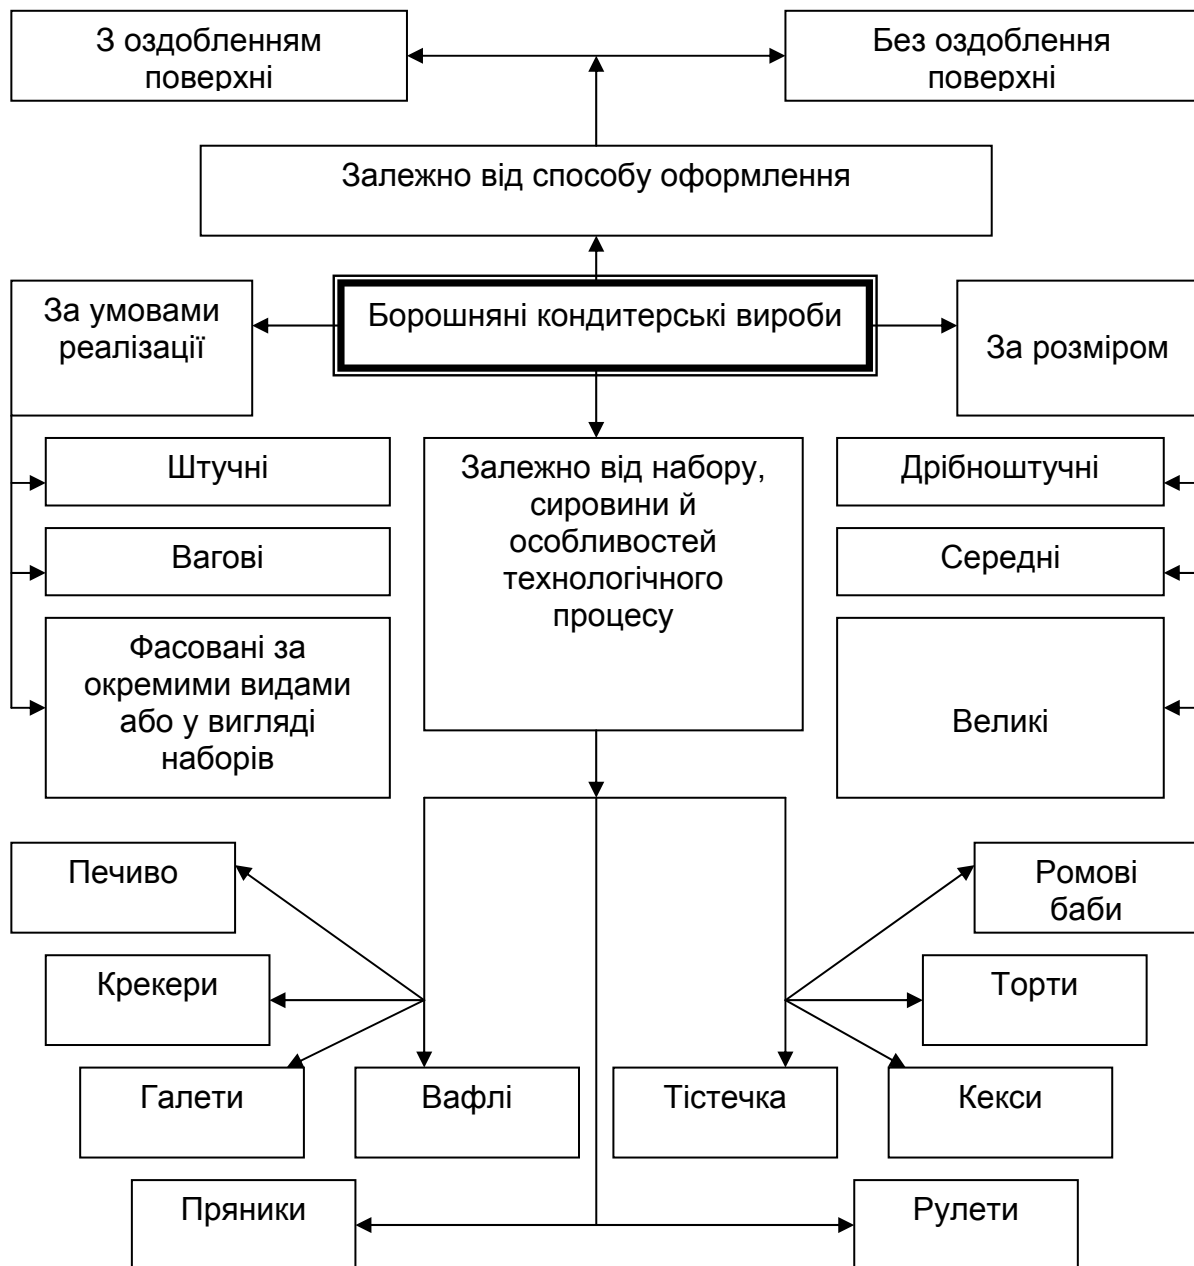 З оздобленням
поверхні
Без оздоблення
поверхні
Залежно від способу оформлення
За умовами
реалізації
Борошняні кондитерські вироби
За розміром
Штучні
Залежно від набору,
сировини й
особливостей
технологічного
процесу
Дрібноштучні
Вагові
Середні
Фасовані за
окремими видами
або у вигляді
наборів
Великі
Печиво
Ромові
баби
Крекери
Торти
Галети
Вафлі
Тістечка
Кекси
Пряники
Рулети